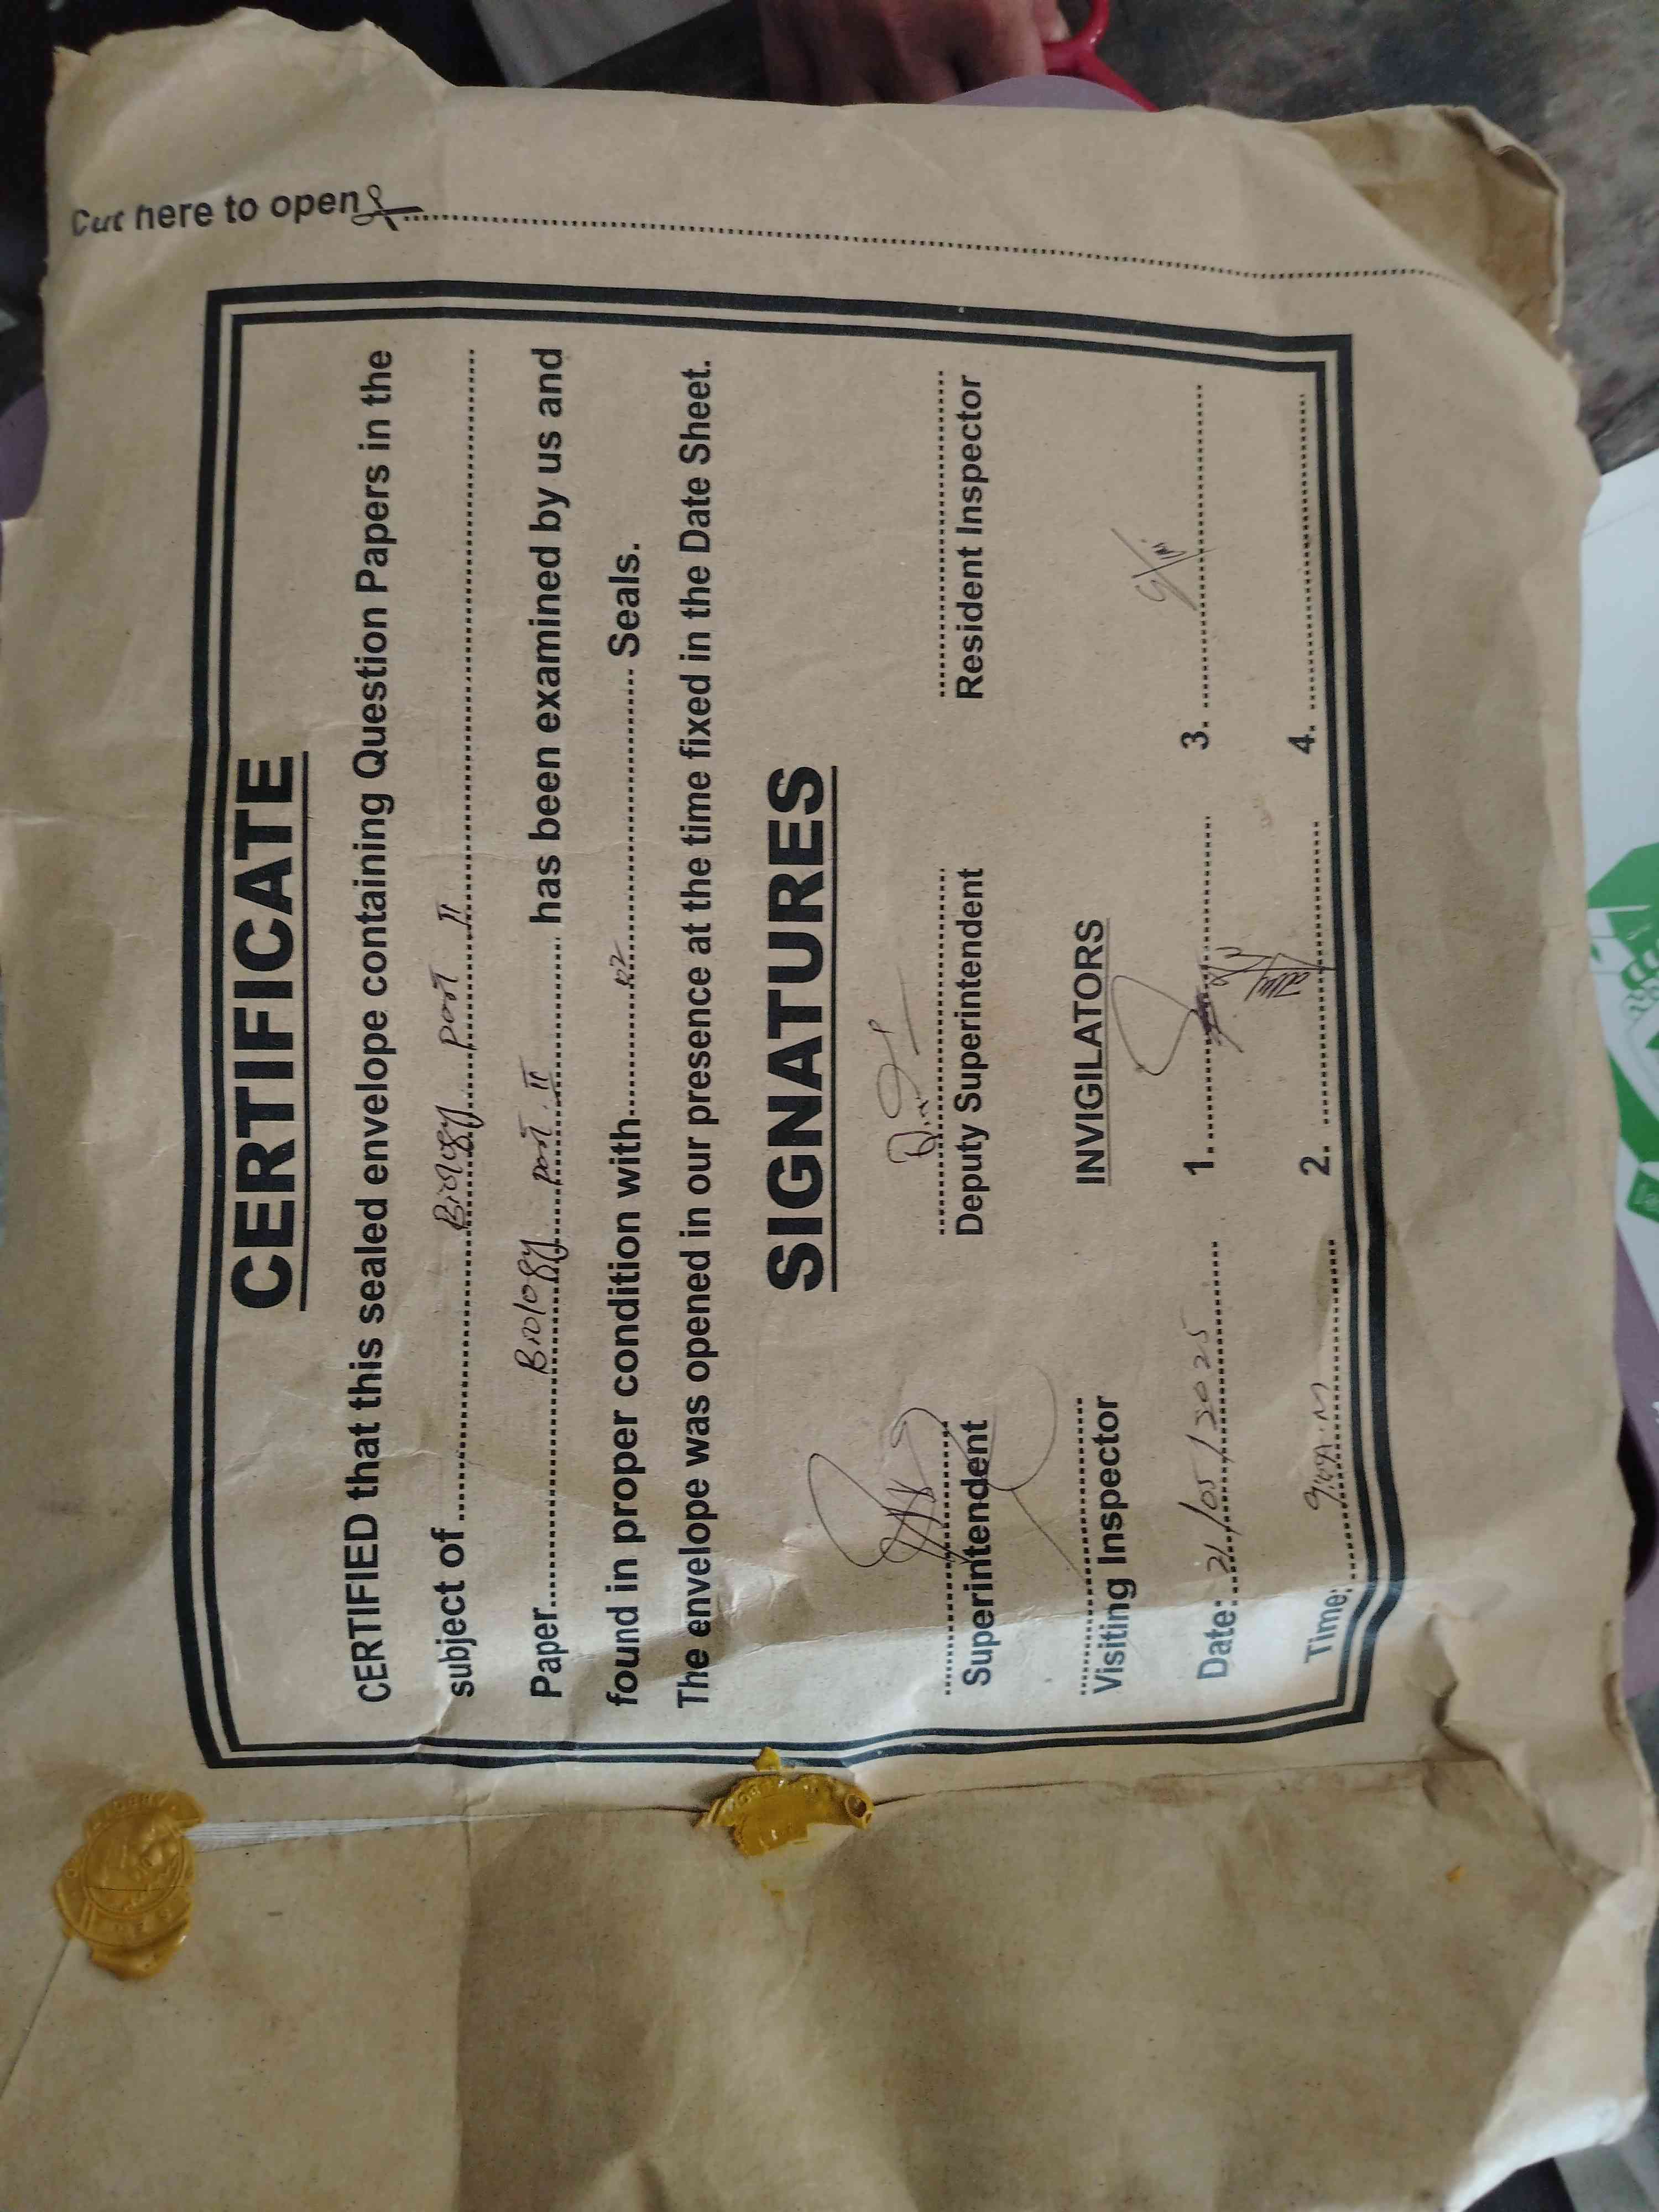 Cut here to open
CERTIFICATE
CERTIFIED that this sealed envelope containing Question Papers in the
subject of.......... Biology part II ..........
Paper.......... Biology part II .......... has been examined by us and
found in proper condition with.......... Seals.
The envelope was opened in our presence at the time fixed in the Date Sheet.
SIGNATURES
Superintendent Deputy Superintendent Resident Inspector
Visiting Inspector INVIGILATORS
Date: 21/05/2025 1. 3.
Time: 2. 4.